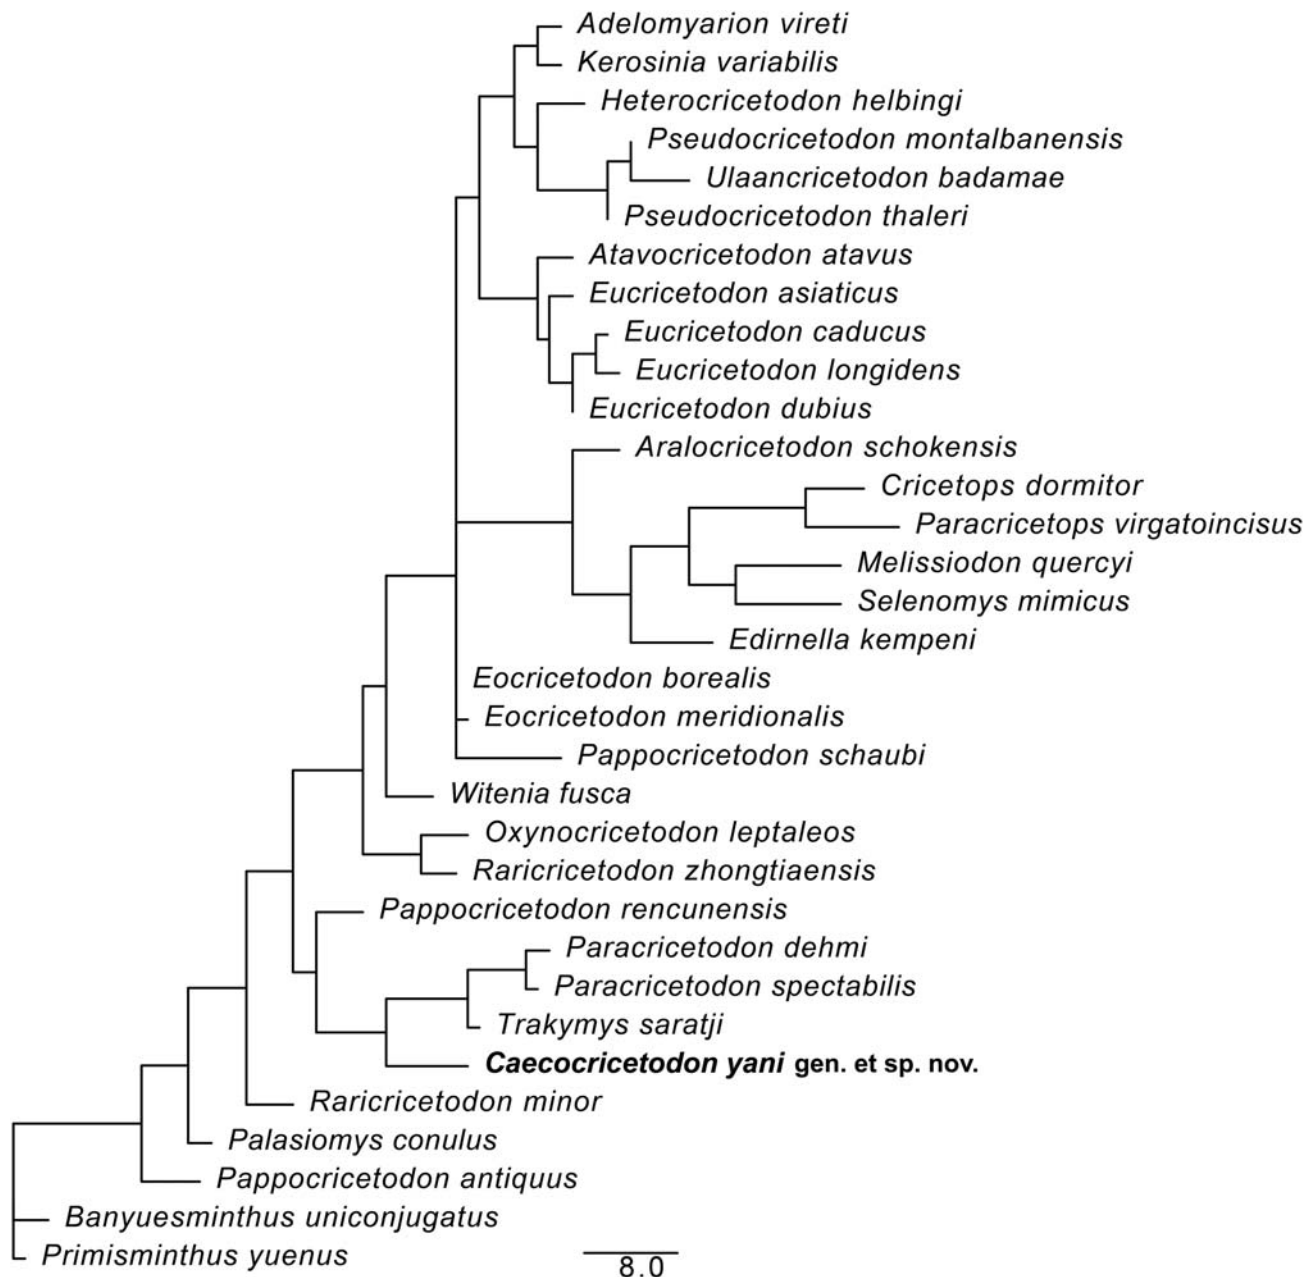 Adelomyarion vireti
Kerosinia variabilis
Heterocricetodon helbingi
Pseudocricetodon montalbanensis
Ulaancricetodon badamae
Pseudocricetodon thaleri
Atavocricetodon atavus
Eucricetodon asiaticus
Eucricetodon caducus
Eucricetodon longidens
Eucricetodon dubius
Aralocricetodon schokensis
Cricetops dormitor
Paracricetops virgatoincisus
Melissiodon quercyi
Selenomys mimicus
Edirnella kempeni
Eocricetodon borealis
Eocricetodon meridionalis
Pappocricetodon schaubi
Witenia fusca
Oxynocricetodon leptaleos
Raricricetodon zhongtiaensis
Pappocricetodon rencunensis
Paracricetodon dehmi
Paracricetodon spectabilis
Trakymys saratji
Caecocricetodon yani gen. et sp. nov.
Raricricetodon minor
Palasiomys conulus
Pappocricetodon antiquus
Banyuesminthus uniconjugatus
Primisminthus yuenus
8.0